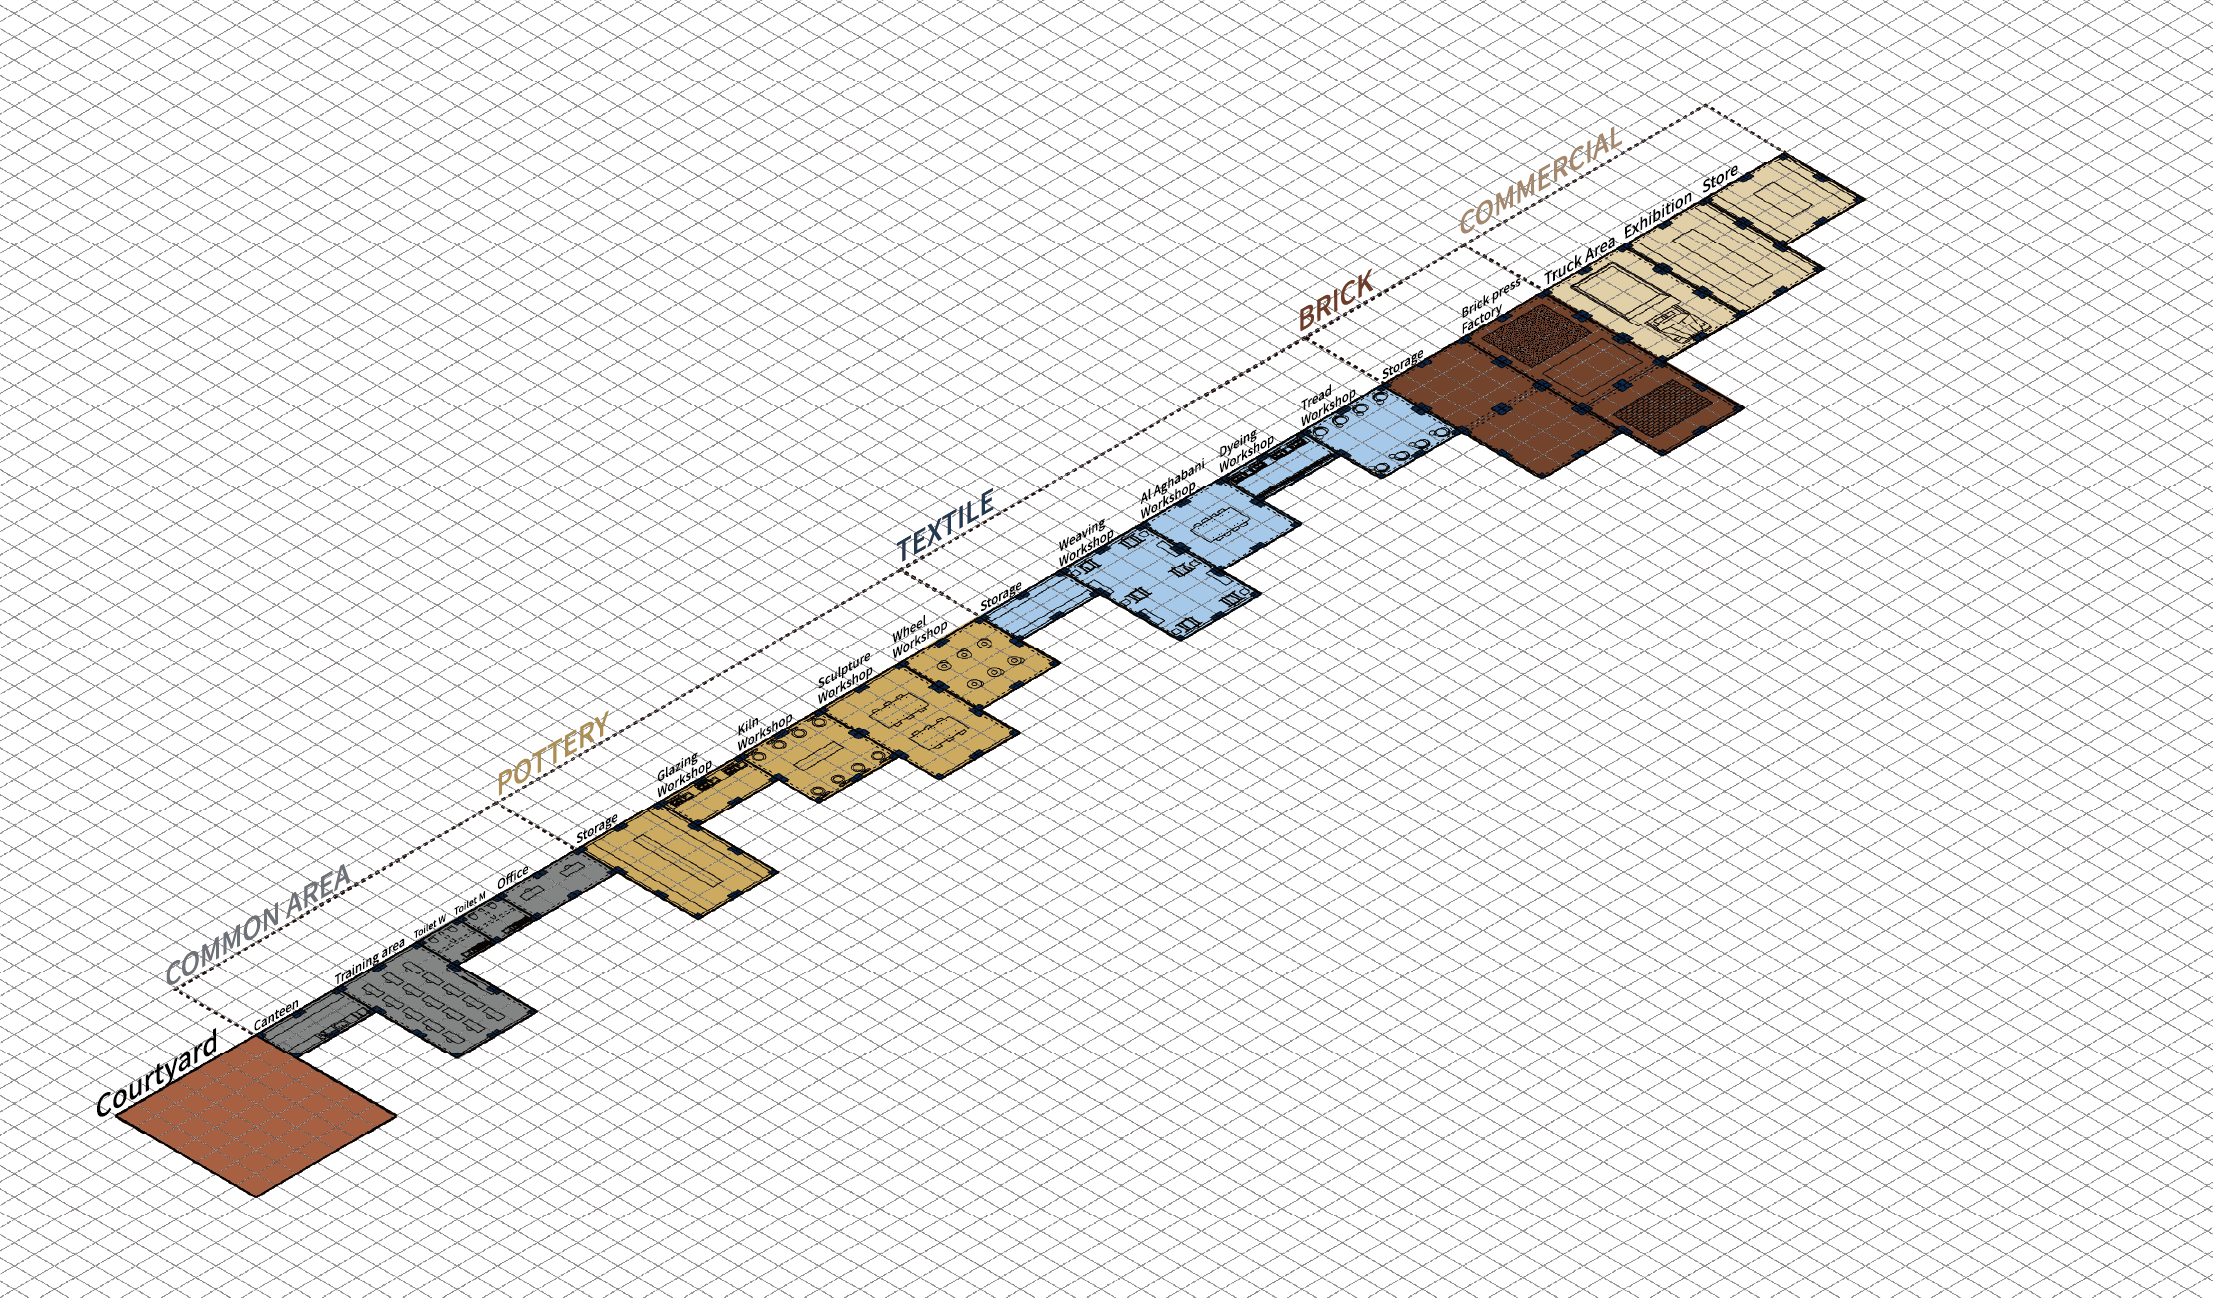 COMMERCIAL
Store
Exhibition
Truck Area
BRICK
Brick press
Factory
Storage
TEXTILE
Tread
Workshop
Dyeing
Workshop
Al Aghabani
Workshop
Weaving
Workshop
Storage
POTTERY
Wheel
Workshop
Sculpture
Workshop
Kiln
Workshop
Glazing
Workshop
Storage
COMMON AREA
Office
Toilet M
Toilet W
Training area
Canteen
Courtyard